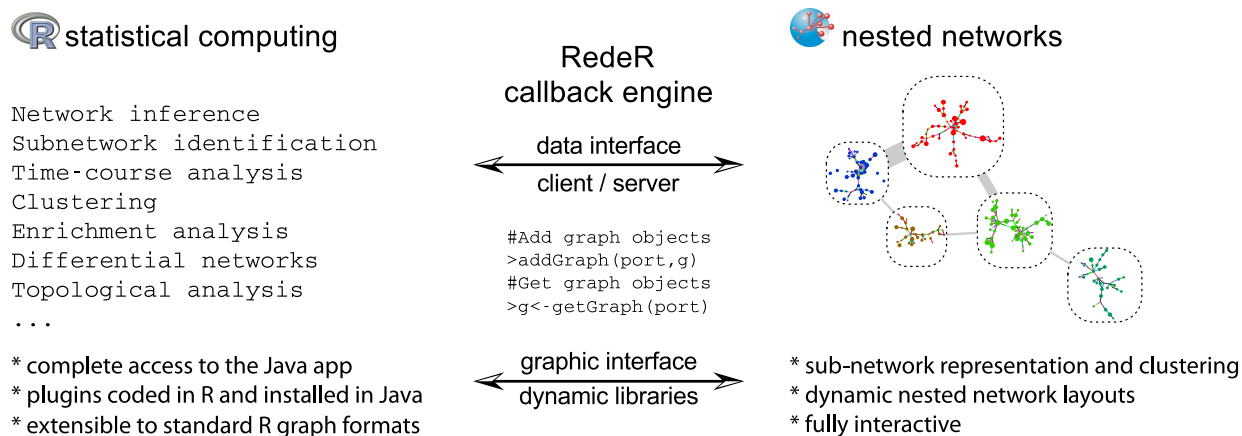 R statistical computing
Network inference
Subnetwork identification
Time-course analysis
Clustering
Enrichment analysis
Differential networks
Topological analysis
...
* complete access to the Java app
* plugins coded in R and installed in Java
* extensible to standard R graph formats
RedeR
callback engine
data interface
client / server
#Add graph objects
>addGraph(port,g)
#Get graph objects
>g<-getGraph(port)
graphic interface
dynamic libraries
nested networks
* sub-network representation and clustering
* dynamic nested network layouts
* fully interactive